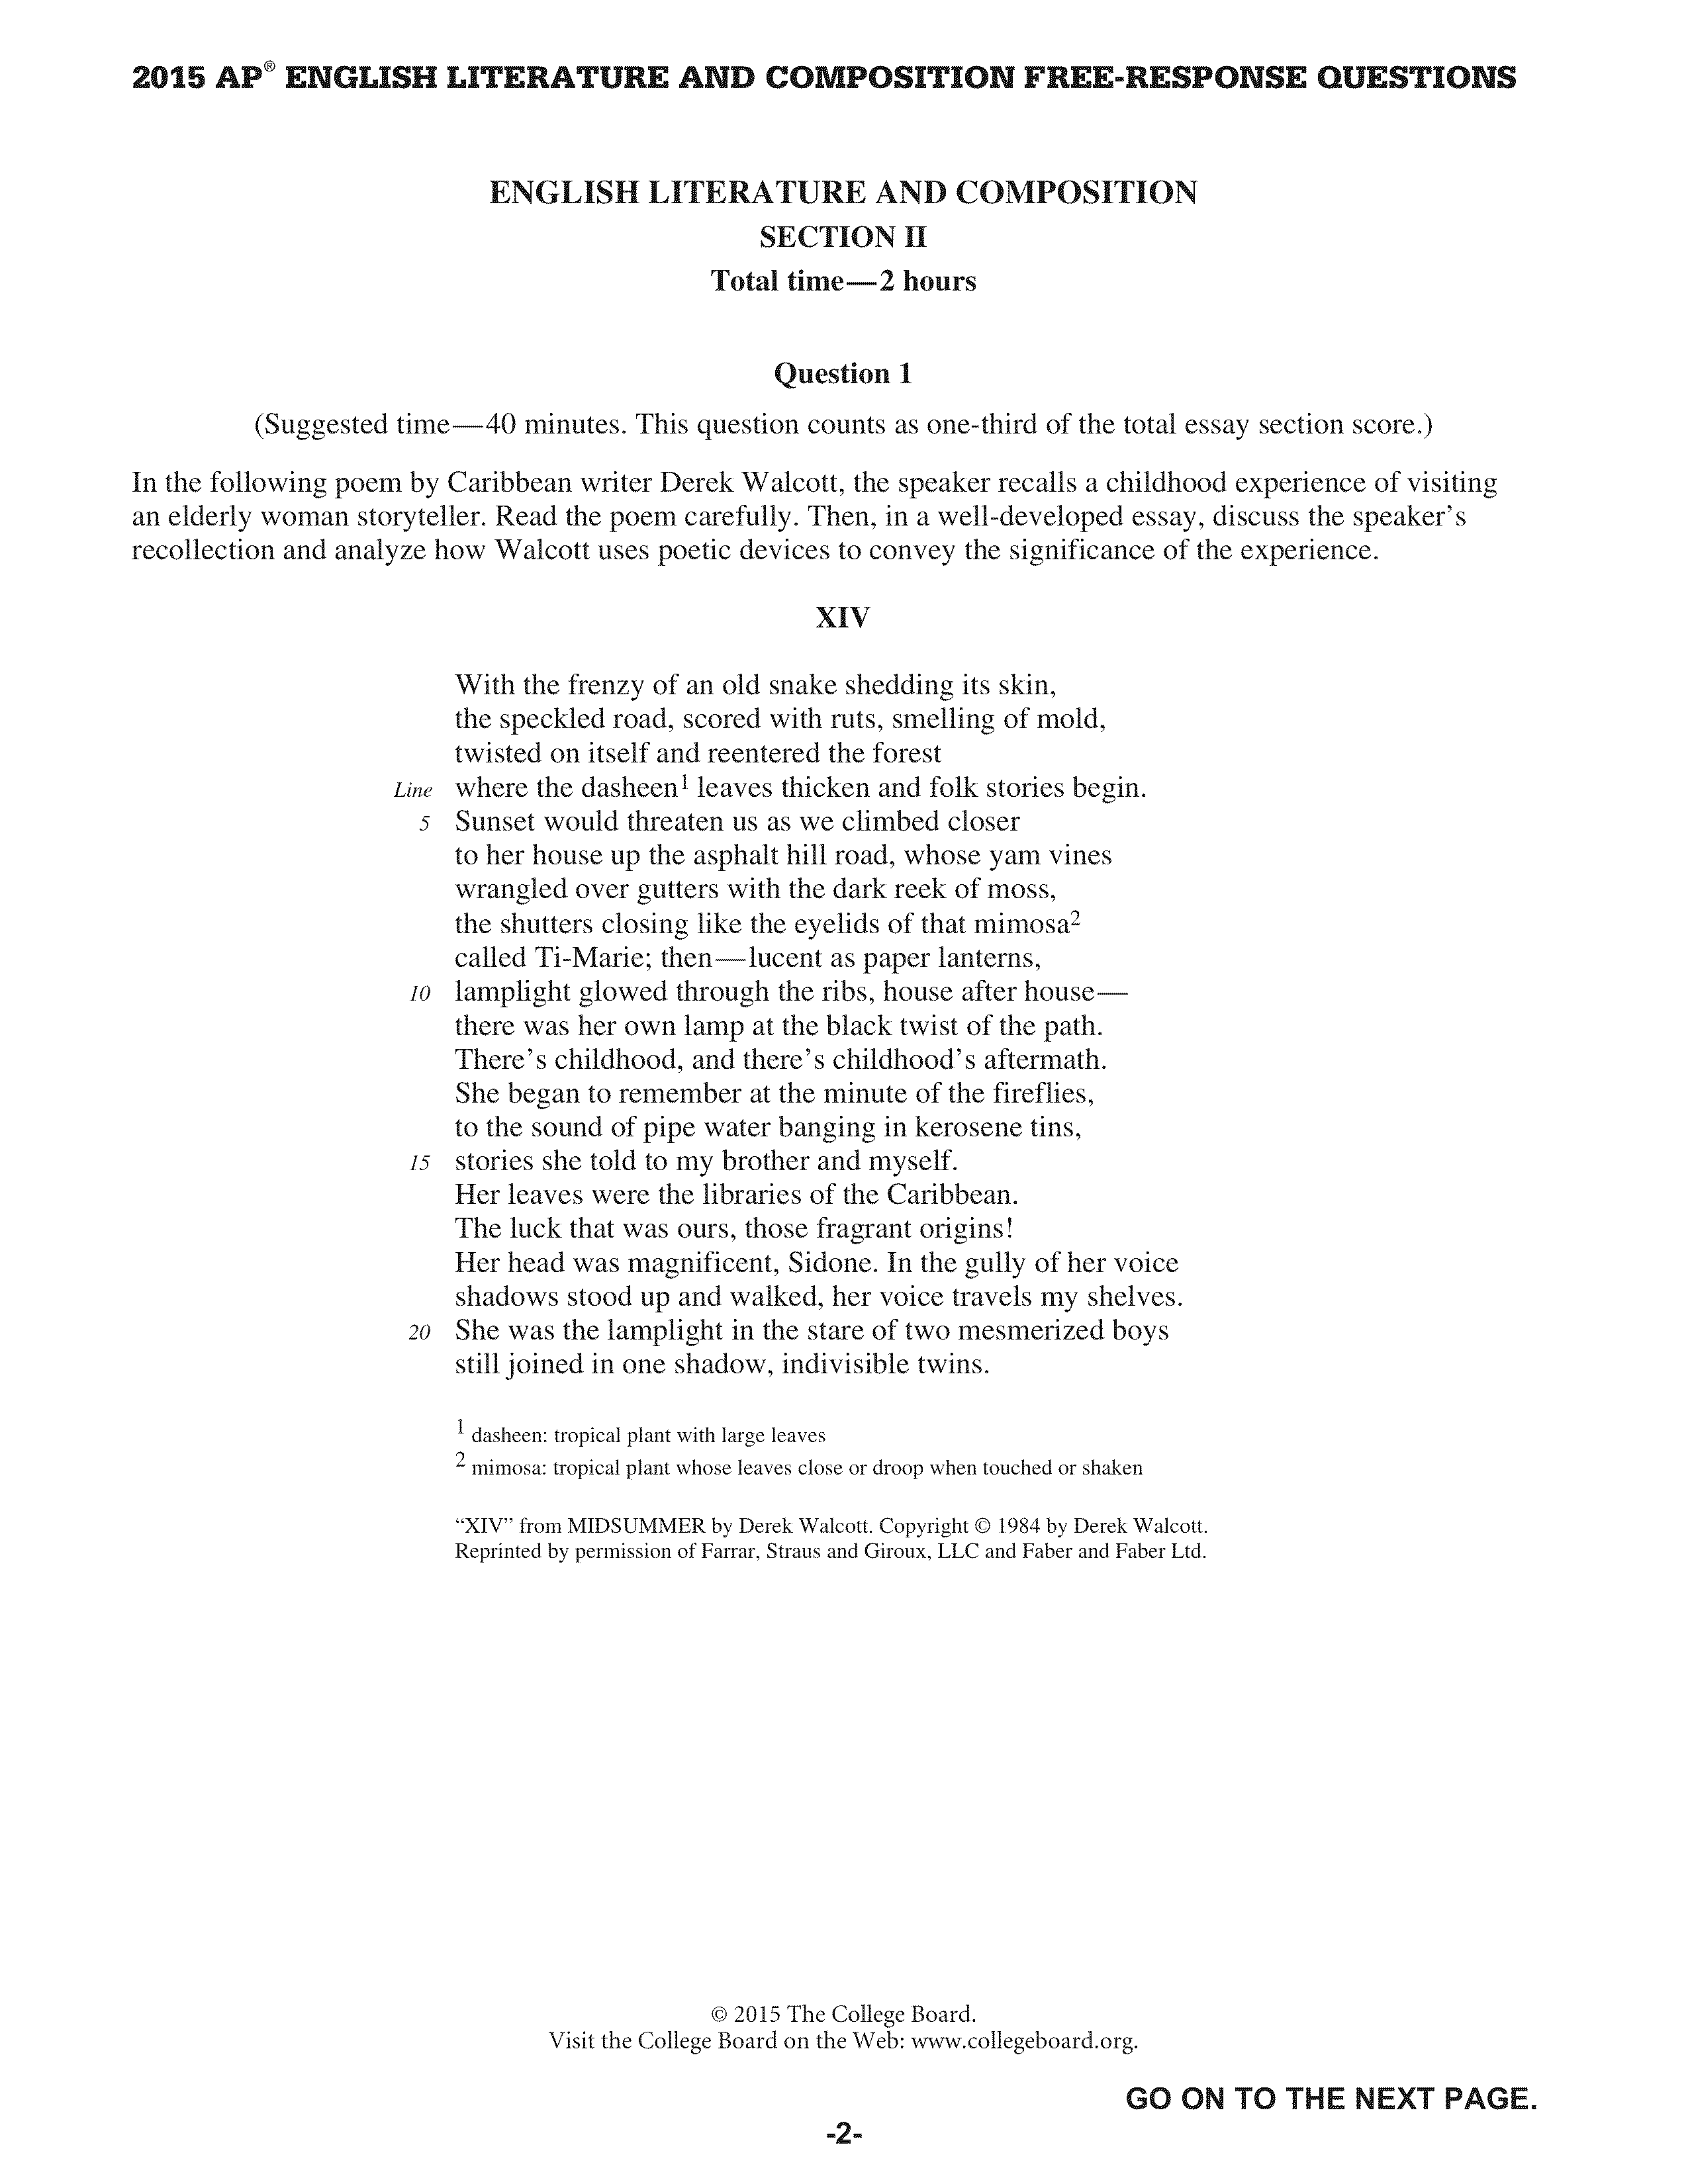 2015 AP® ENGLISH LITERATURE AND COMPOSITION FREE-RESPONSE QUESTIONS
ENGLISH LITERATURE AND COMPOSITION
SECTION II
Total time—2 hours
Question 1
(Suggested time—40 minutes. This question counts as one-third of the total essay section score.)
In the following poem by Caribbean writer Derek Walcott, the speaker recalls a childhood experience of visiting
an elderly woman storyteller. Read the poem carefully. Then, in a well-developed essay, discuss the speaker's
recollection and analyze how Walcott uses poetic devices to convey the significance of the experience.
XIV
With the frenzy of an old snake shedding its skin,
the speckled road, scored with ruts, smelling of mold,
twisted on itself and reentered the forest
Line where the dasheen¹ leaves thicken and folk stories begin.
5 Sunset would threaten us as we climbed closer
to her house up the asphalt hill road, whose yam vines
wrangled over gutters with the dark reek of moss,
the shutters closing like the eyelids of that mimosa²
called Ti-Marie; then—lucent as paper lanterns,
10 lamplight glowed through the ribs, house after house—
there was her own lamp at the black twist of the path.
There's childhood, and there's childhood's aftermath.
She began to remember at the minute of the fireflies,
to the sound of pipe water banging in kerosene tins,
15 stories she told to my brother and myself.
Her leaves were the libraries of the Caribbean.
The luck that was ours, those fragrant origins!
Her head was magnificent, Sidone. In the gully of her voice
shadows stood up and walked, her voice travels my shelves.
20 She was the lamplight in the stare of two mesmerized boys
still joined in one shadow, indivisible twins.
¹ dasheen: tropical plant with large leaves
² mimosa: tropical plant whose leaves close or droop when touched or shaken
"XIV" from MIDSUMMER by Derek Walcott. Copyright © 1984 by Derek Walcott.
Reprinted by permission of Farrar, Straus and Giroux, LLC and Faber and Faber Ltd.
© 2015 The College Board.
Visit the College Board on the Web: www.collegeboard.org.
GO ON TO THE NEXT PAGE.
-2-